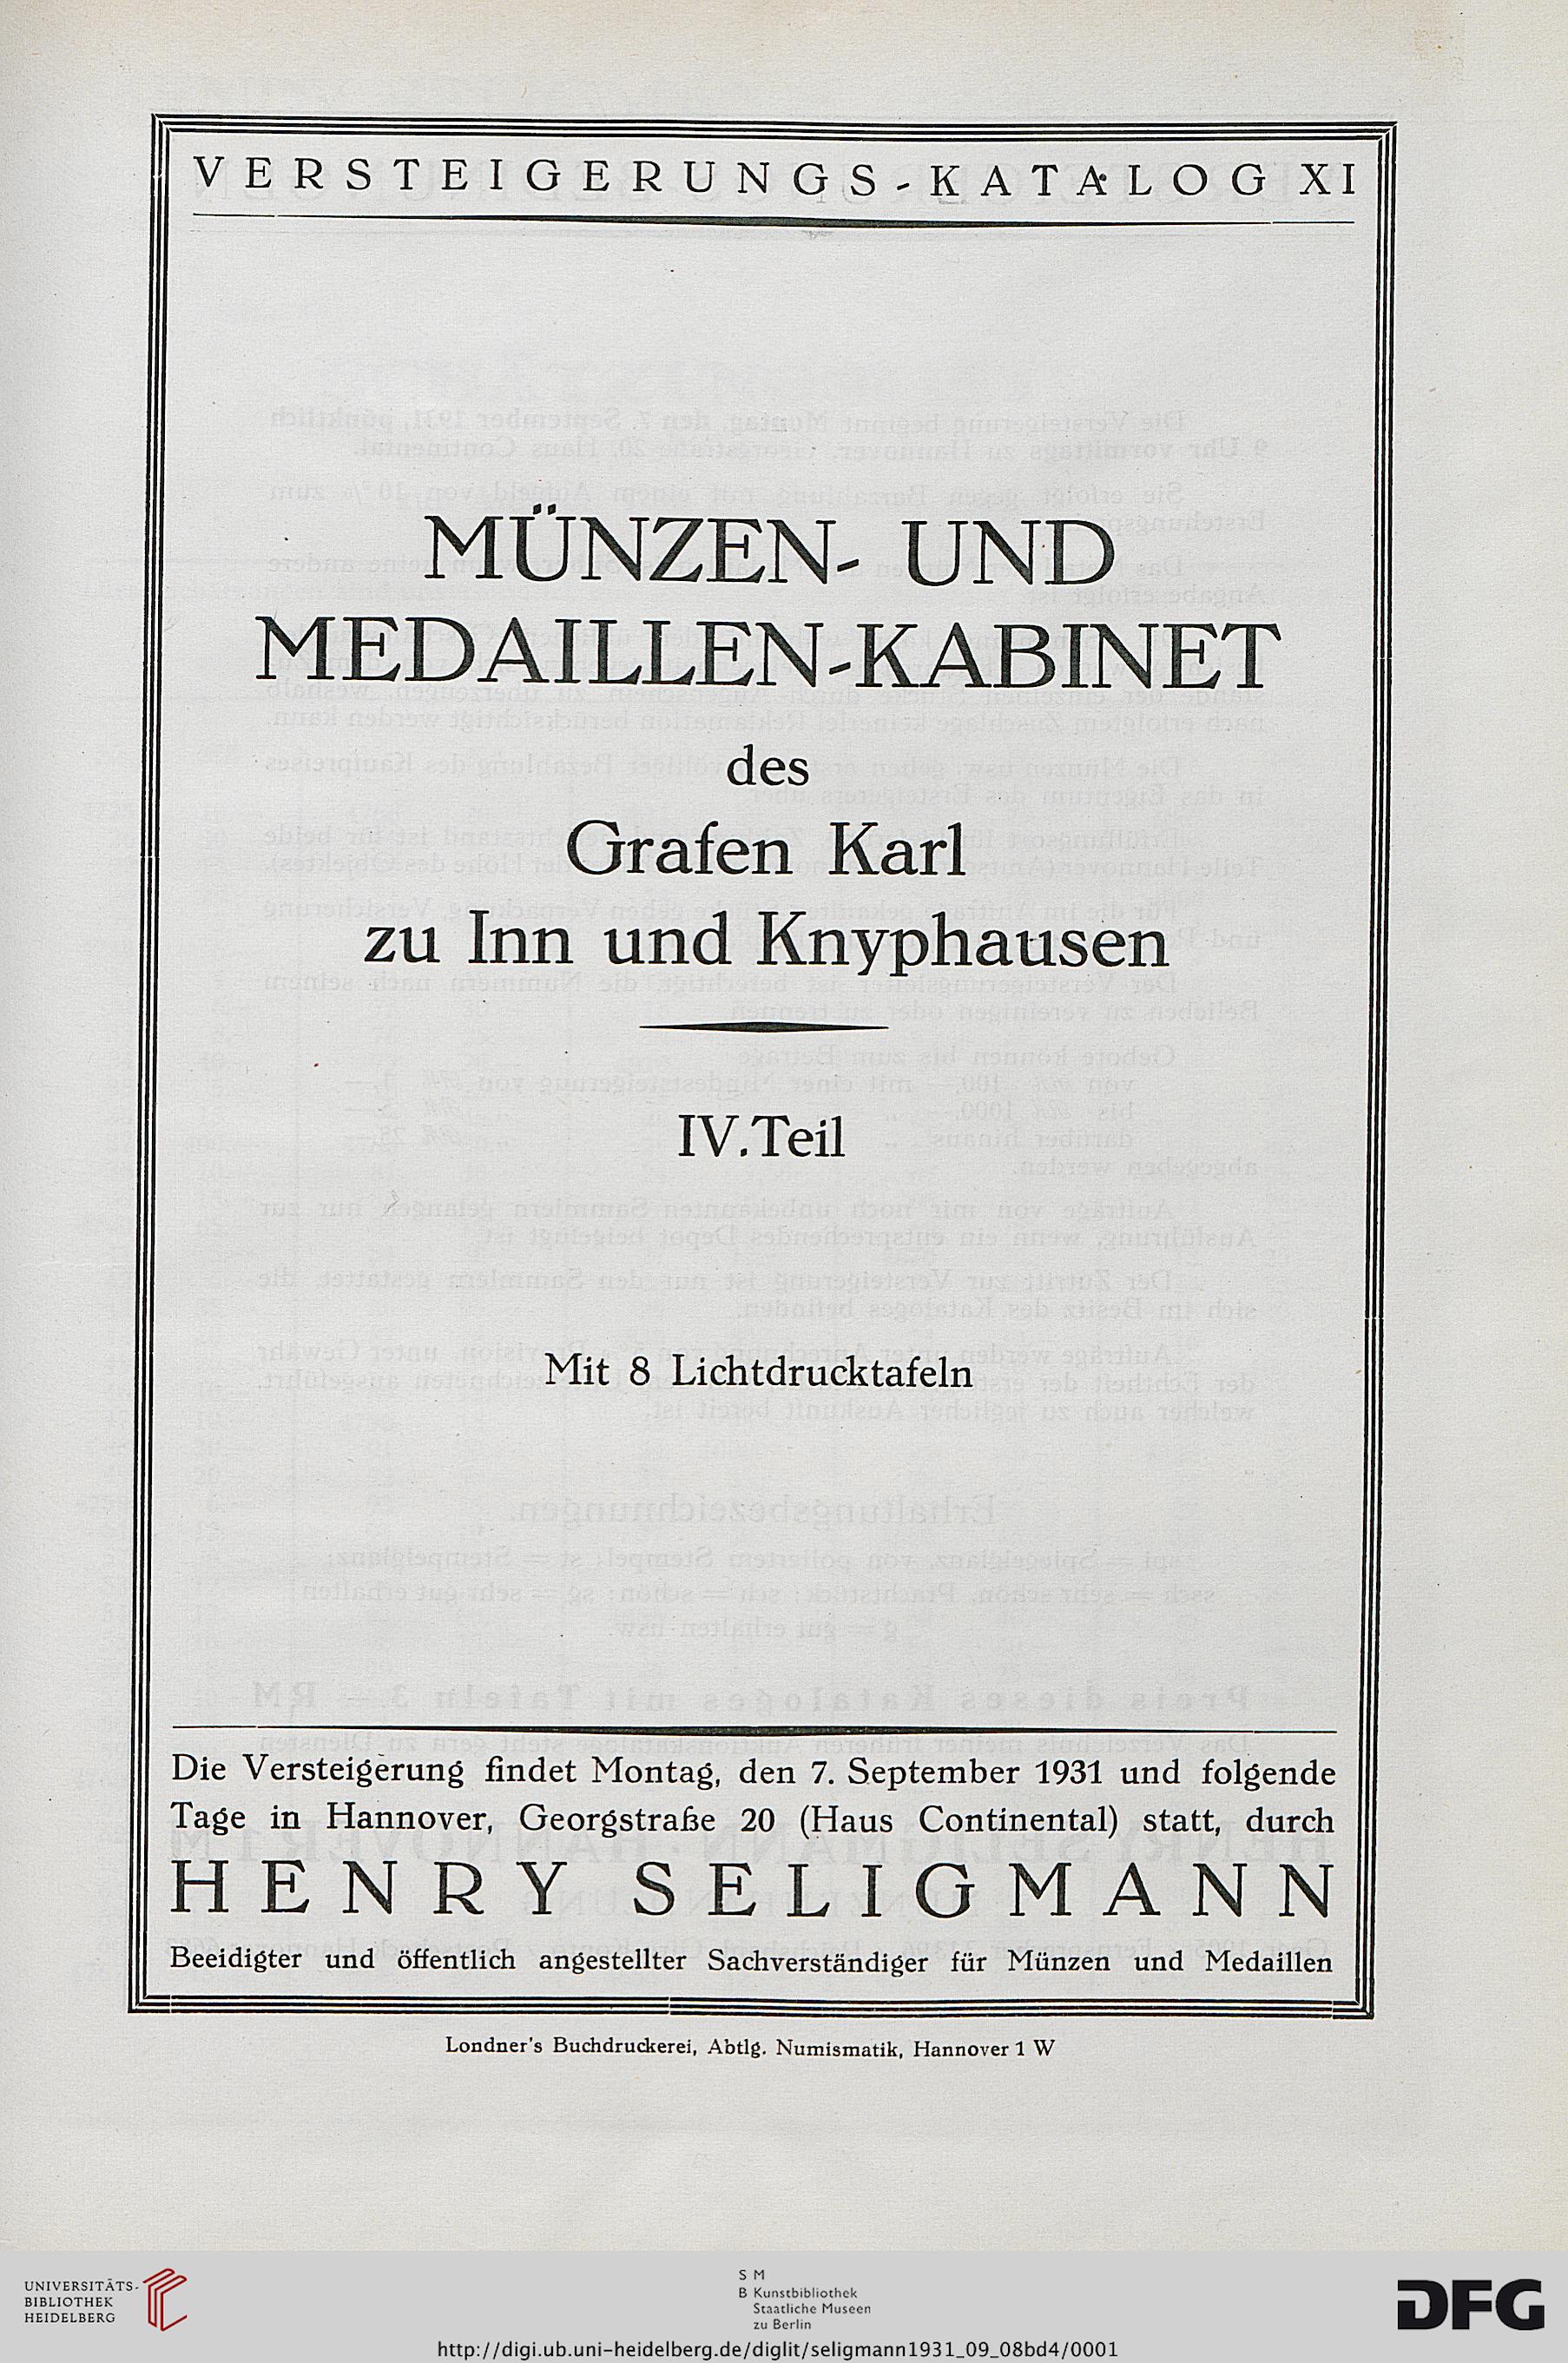 VERSTEIGERUNGS-KATALOG XI
MÜNZEN- UND
MEDAILLEN-KABINET
des
Grafen Karl
zu Inn und Knyphausen
IV. Teil
Mit 8 Lichtdrucktafeln
Die Versteigerung findet Montag, den 7. September 1931 und folgende
Tage in Hannover, Georgstraße 20 (Haus Continental) statt, durch
HENRY SELIGMANN
Beeidigter und öffentlich angestellter Sachverständiger für Münzen und Medaillen
Londner's Buchdruckerei, Abtlg. Numismatik, Hannover 1 W
UNIVERSITÄTS-
BIBLIOTHEK
HEIDELBERG
S M
B Kunstbibliothek
Staatliche Museen
zu Berlin
DFG
http://digi.ub.uni-heidelberg.de/diglit/seligmann1931_09_08bd4/0001